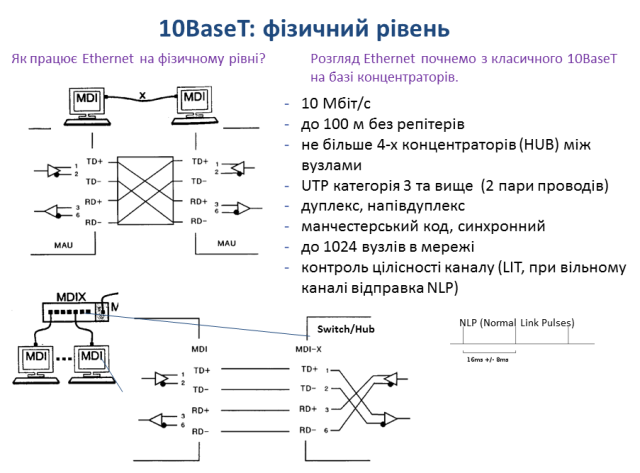 10BaseT: фізичний рівень
Як працює Ethernet на фізичному рівні?
Розгляд Ethernet почнемо з класичного 10BaseT
на базі концентраторів.
- 10 Мбіт/с
- до 100 м без репітерів
- не більше 4-х концентраторів (HUB) між
вузлами
- UTP категорія 3 та вище (2 пари проводів)
- дуплекс, напівдуплекс
- манчестерський код, синхронний
- до 1024 вузлів в мережі
- контроль цілісності каналу (LIT, при вільному
каналі відправка NLP)
MDI X MDI
1 TD+ TD+ 1
2 TD- TD- 2
3 RD+ RD+ 3
6 RD- RD- 6
MAU MAU
MDIX M
MDI MDI
Switch/Hub
MDI MDI-X
TD+ TD+ 1
TD- TD- 2
3 RD+ RD+ 3
6 RD- RD- 6
NLP (Normal Link Pulses)
16ms +/- 8ms